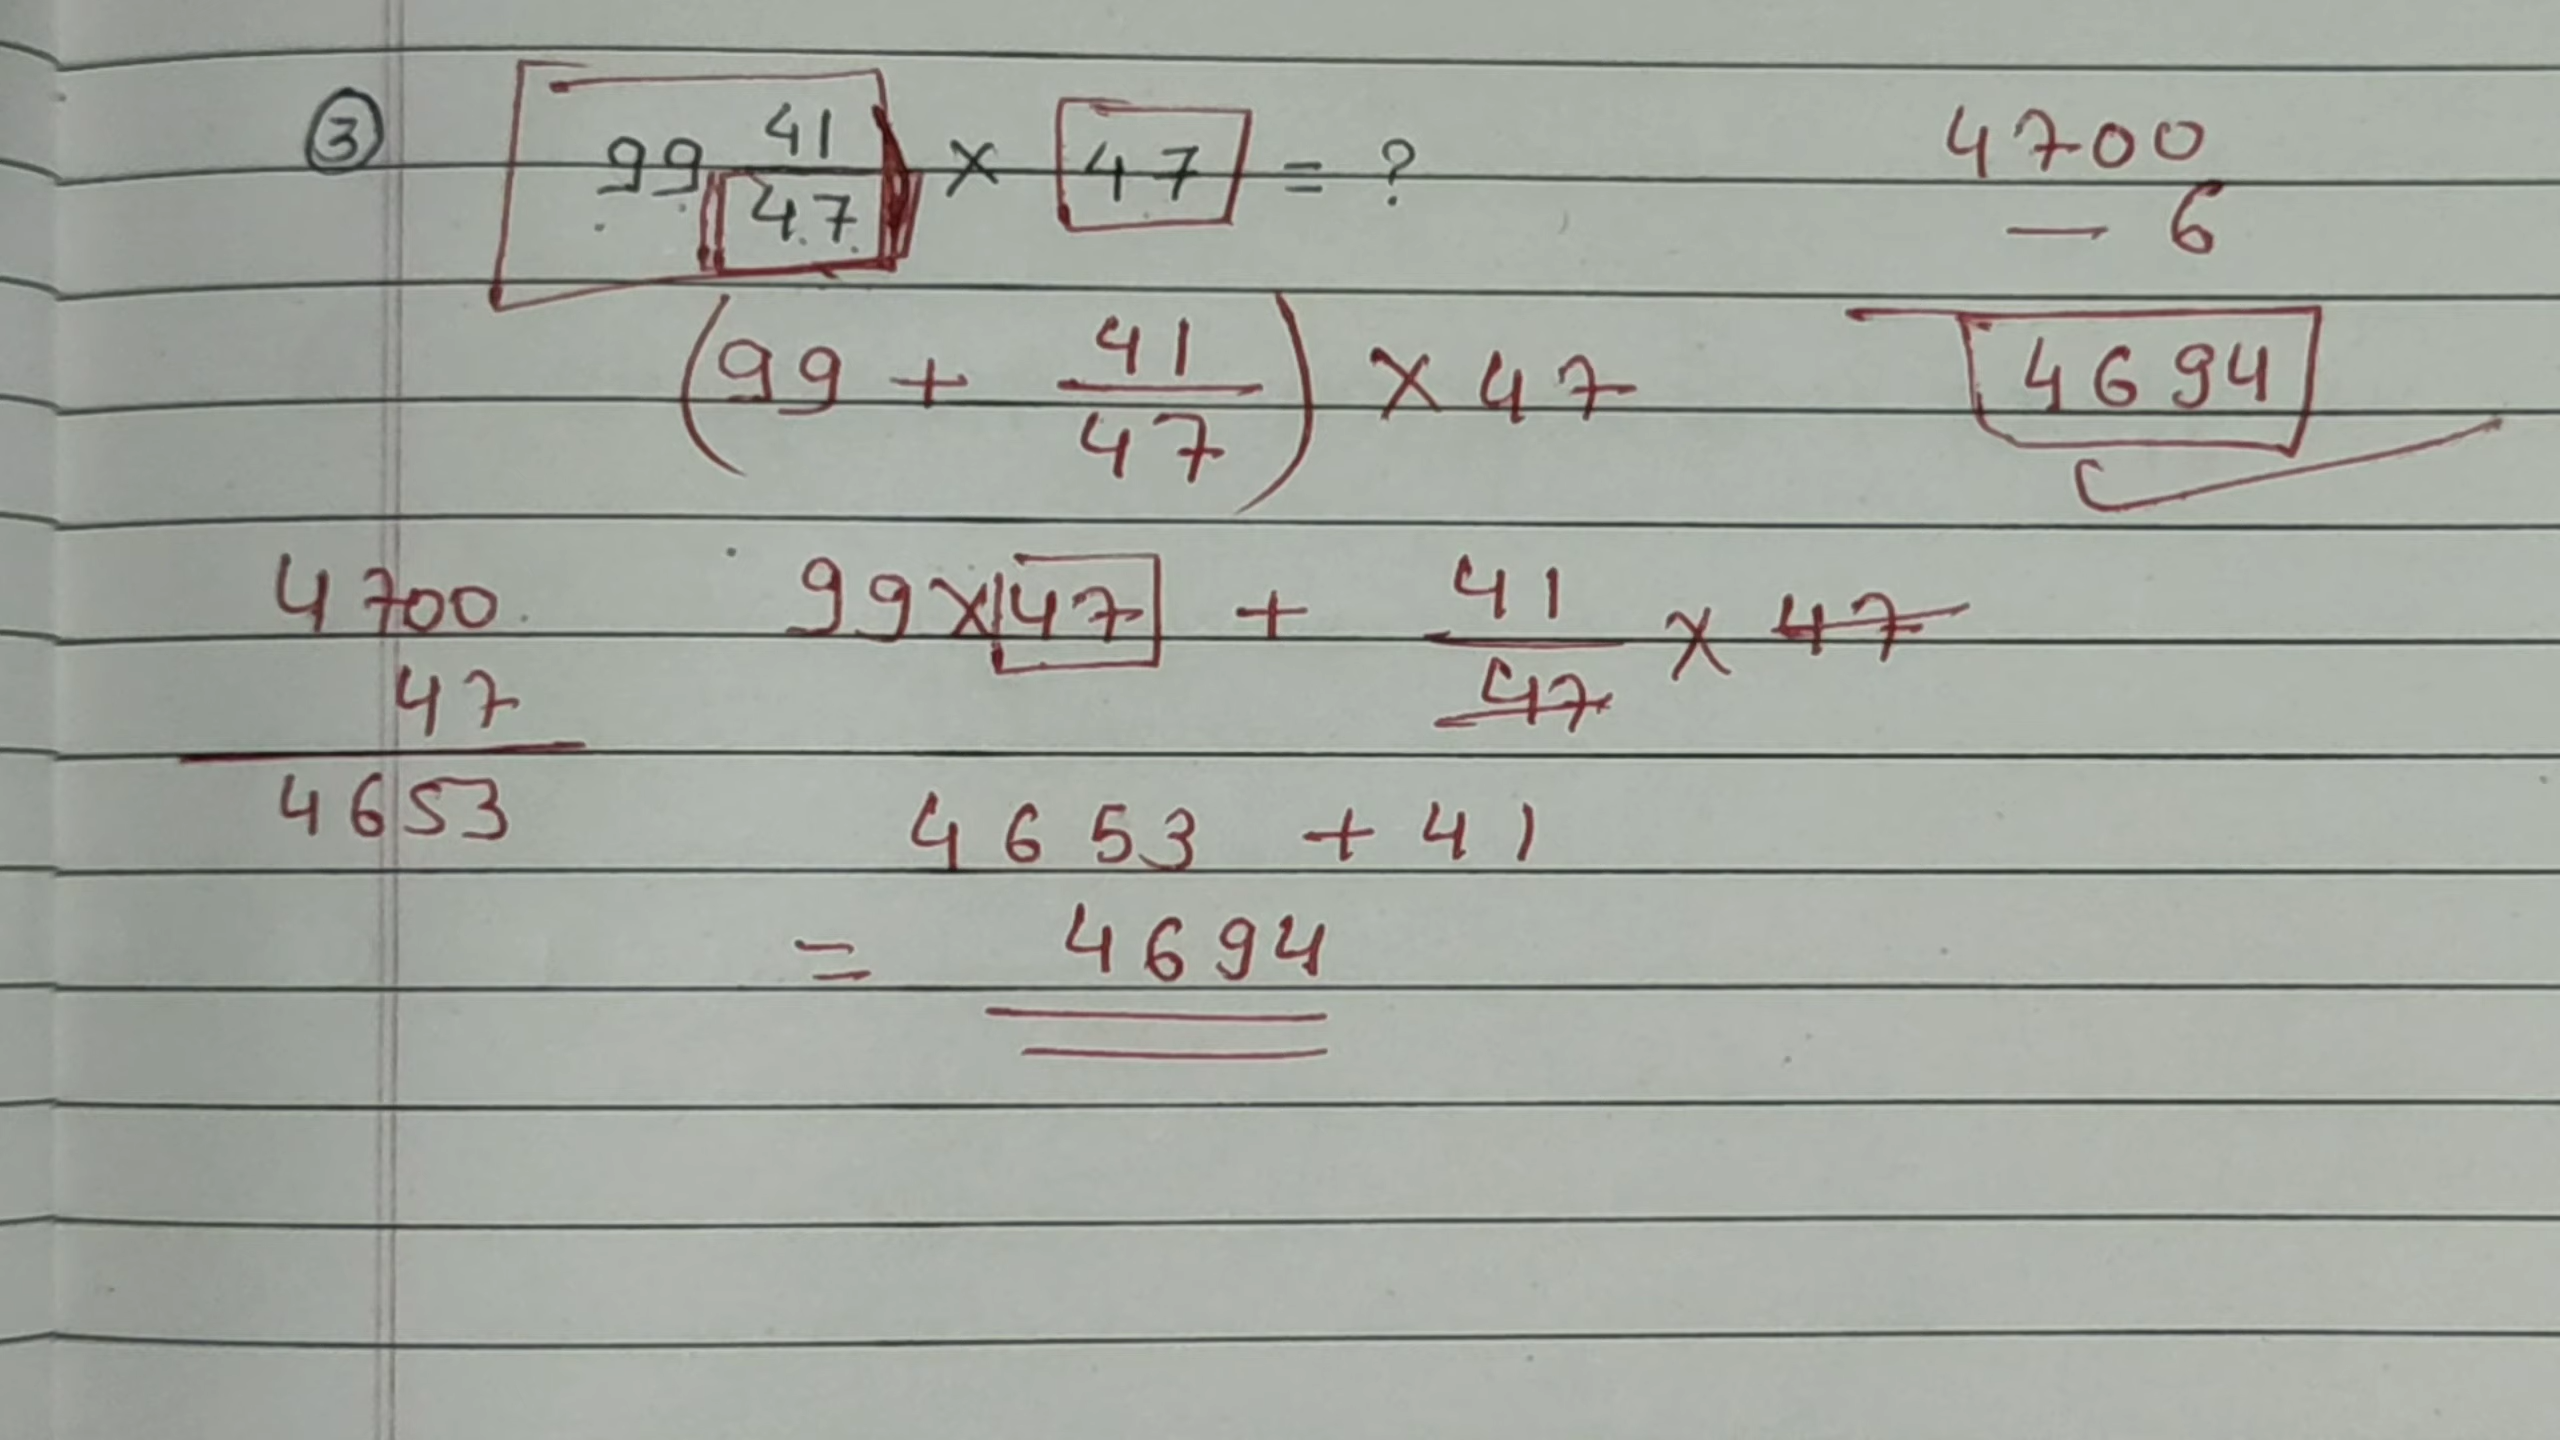 ③ 99 41/47 × 47 = ?
(99 + 41/47) × 47
99×47 + 41/47 × 47
4653 + 41
= 4694
4700
47
4653
4700
— 6
4694